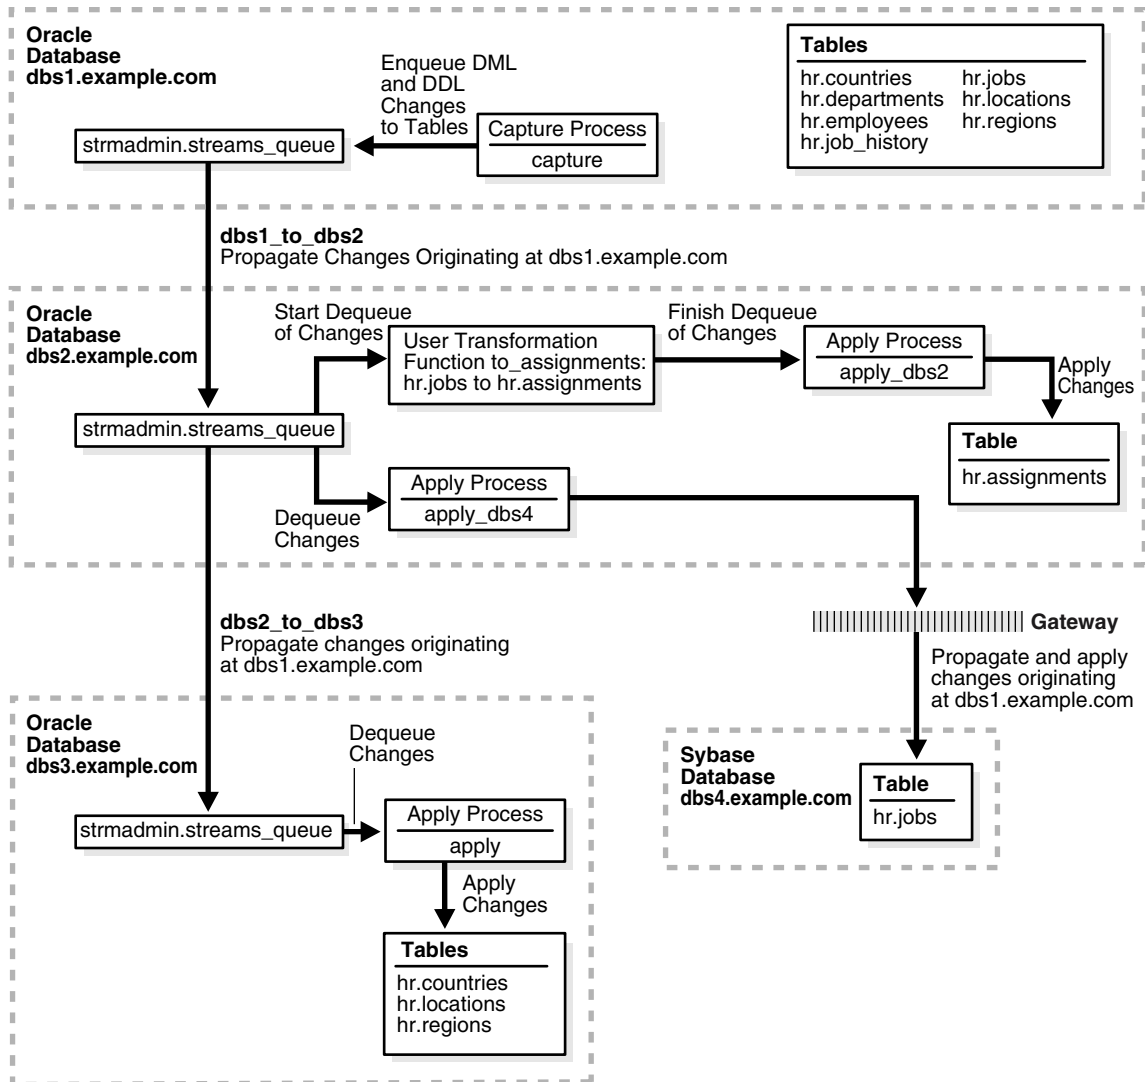 Oracle
Database
dbs1.example.com
Enqueue DML
and DDL
Changes
to Tables
strmadmin.streams_queue
Capture Process
capture
Tables
hr.countries
hr.departments
hr.employees
hr.job_history
hr.jobs
hr.locations
hr.regions
dbs1_to_dbs2
Propagate Changes Originating at dbs1.example.com
Oracle
Database
dbs2.example.com
strmadmin.streams_queue
Start Dequeue
of Changes
User Transformation
Function to_assignments:
hr.jobs to hr.assignments
Finish Dequeue
of Changes
Apply Process
apply_dbs2
Apply
Changes
Table
hr.assignments
Dequeue
Changes
Apply Process
apply_dbs4
dbs2_to_dbs3
Propagate changes originating
at dbs1.example.com
Gateway
Propagate and apply
changes originating
at dbs1.example.com
Oracle
Database
dbs3.example.com
Dequeue
Changes
strmadmin.streams_queue
Apply Process
apply
Apply
Changes
Tables
hr.countries
hr.locations
hr.regions
Sybase
Database
dbs4.example.com
Table
hr.jobs